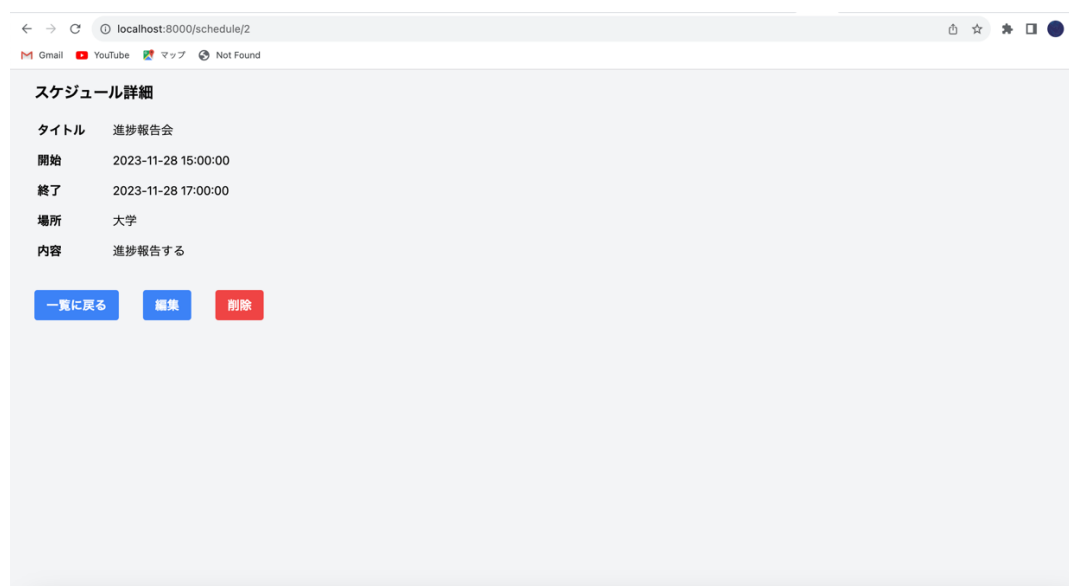 localhost:8000/schedule/2
Gmail YouTube マップ Not Found
スケジュール詳細
タイトル 進捗報告会
開始 2023-11-28 15:00:00
終了 2023-11-28 17:00:00
場所 大学
内容 進捗報告する
一覧に戻る 編集 削除